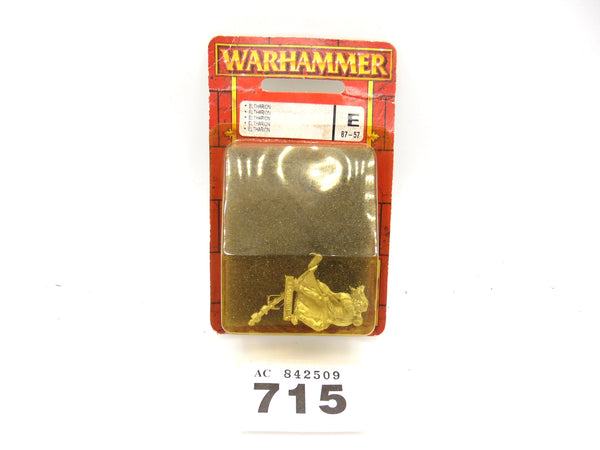 WARHAMMER
• ELTHARION
• ELTHARION
• ELTHARION
• ELTHARION
• ELTHARION
E
87-57
AC 842509
715